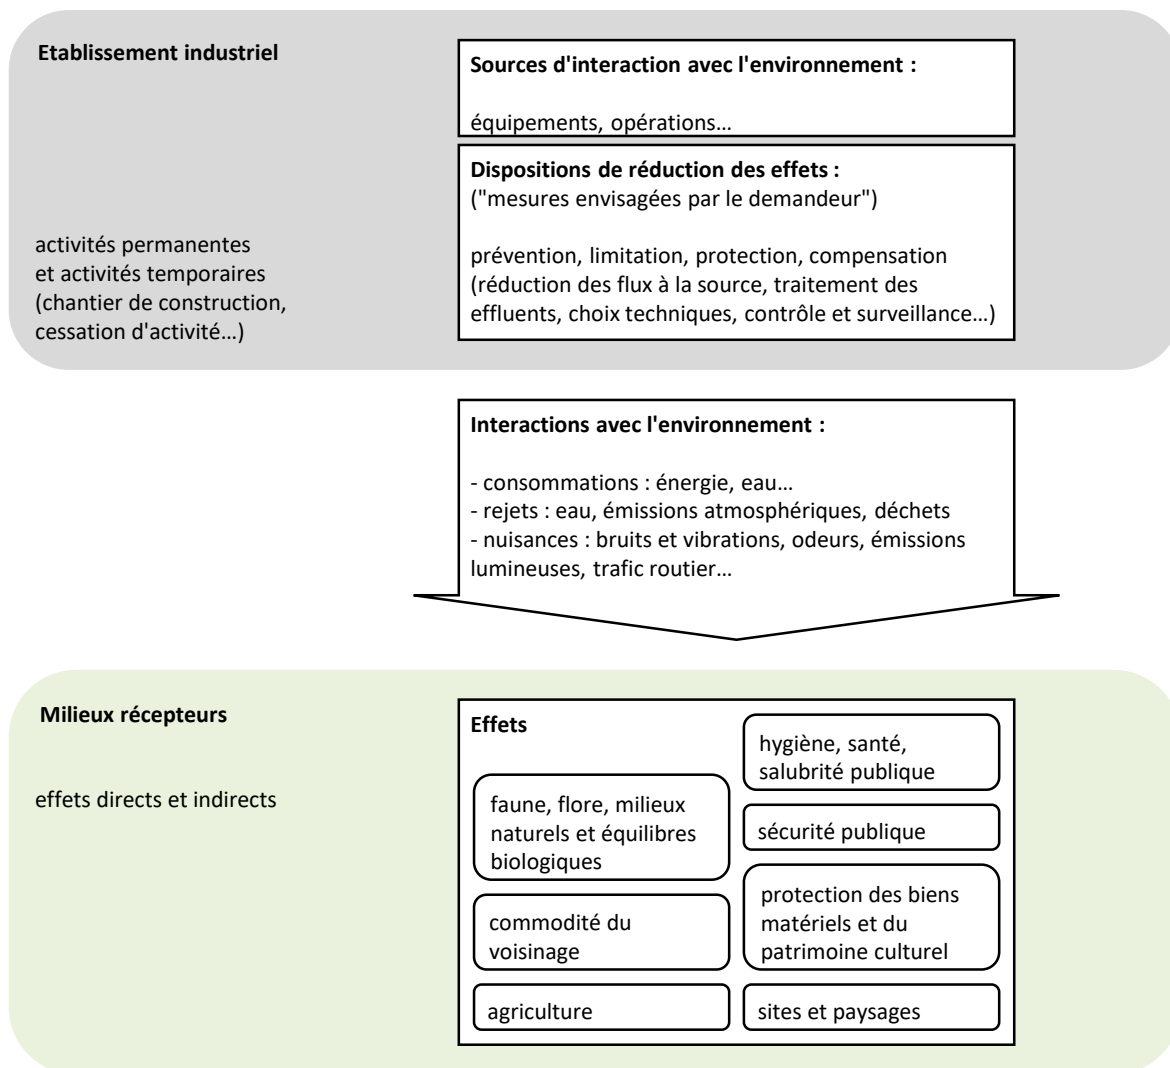 Etablissement industriel
Sources d'interaction avec l'environnement :
équipements, opérations…
Dispositions de réduction des effets :
("mesures envisagées par le demandeur")
activités permanentes
et activités temporaires
(chantier de construction,
cessation d'activité…)
prévention, limitation, protection, compensation
(réduction des flux à la source, traitement des
effluents, choix techniques, contrôle et surveillance…)
Interactions avec l'environnement :
- consommations : énergie, eau…
- rejets : eau, émissions atmosphériques, déchets
- nuisances : bruits et vibrations, odeurs, émissions
lumineuses, trafic routier…
Milieux récepteurs
effets directs et indirects
Effets
faune, flore, milieux
naturels et équilibres
biologiques
commodité du
voisinage
agriculture
hygiène, santé,
salubrité publique
sécurité publique
protection des biens
matériels et du
patrimoine culturel
sites et paysages